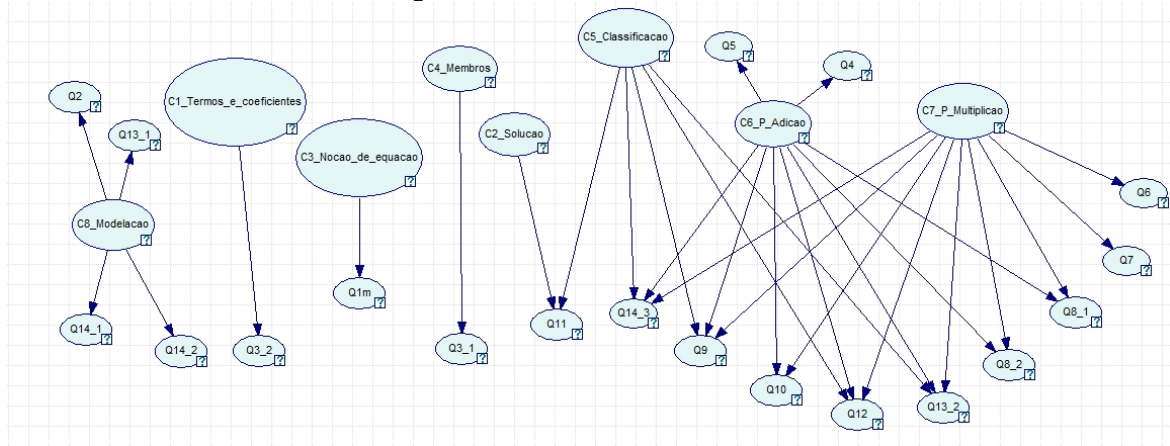 C5_Classificacao
Q5
Q4
C4_Membros
Q2
C1_Termos_e_coeficientes
C7_P_Multiplicao
C6_P_Adicao
Q13_1
C2_Solucao
C3_Nocao_de_equacao
Q6
C8_Modelacao
Q7
Q1m
Q14_1
Q11
Q14_3
Q8_1
Q14_2
Q3_2
Q3_1
Q9
Q8_2
Q10
Q12
Q13_2